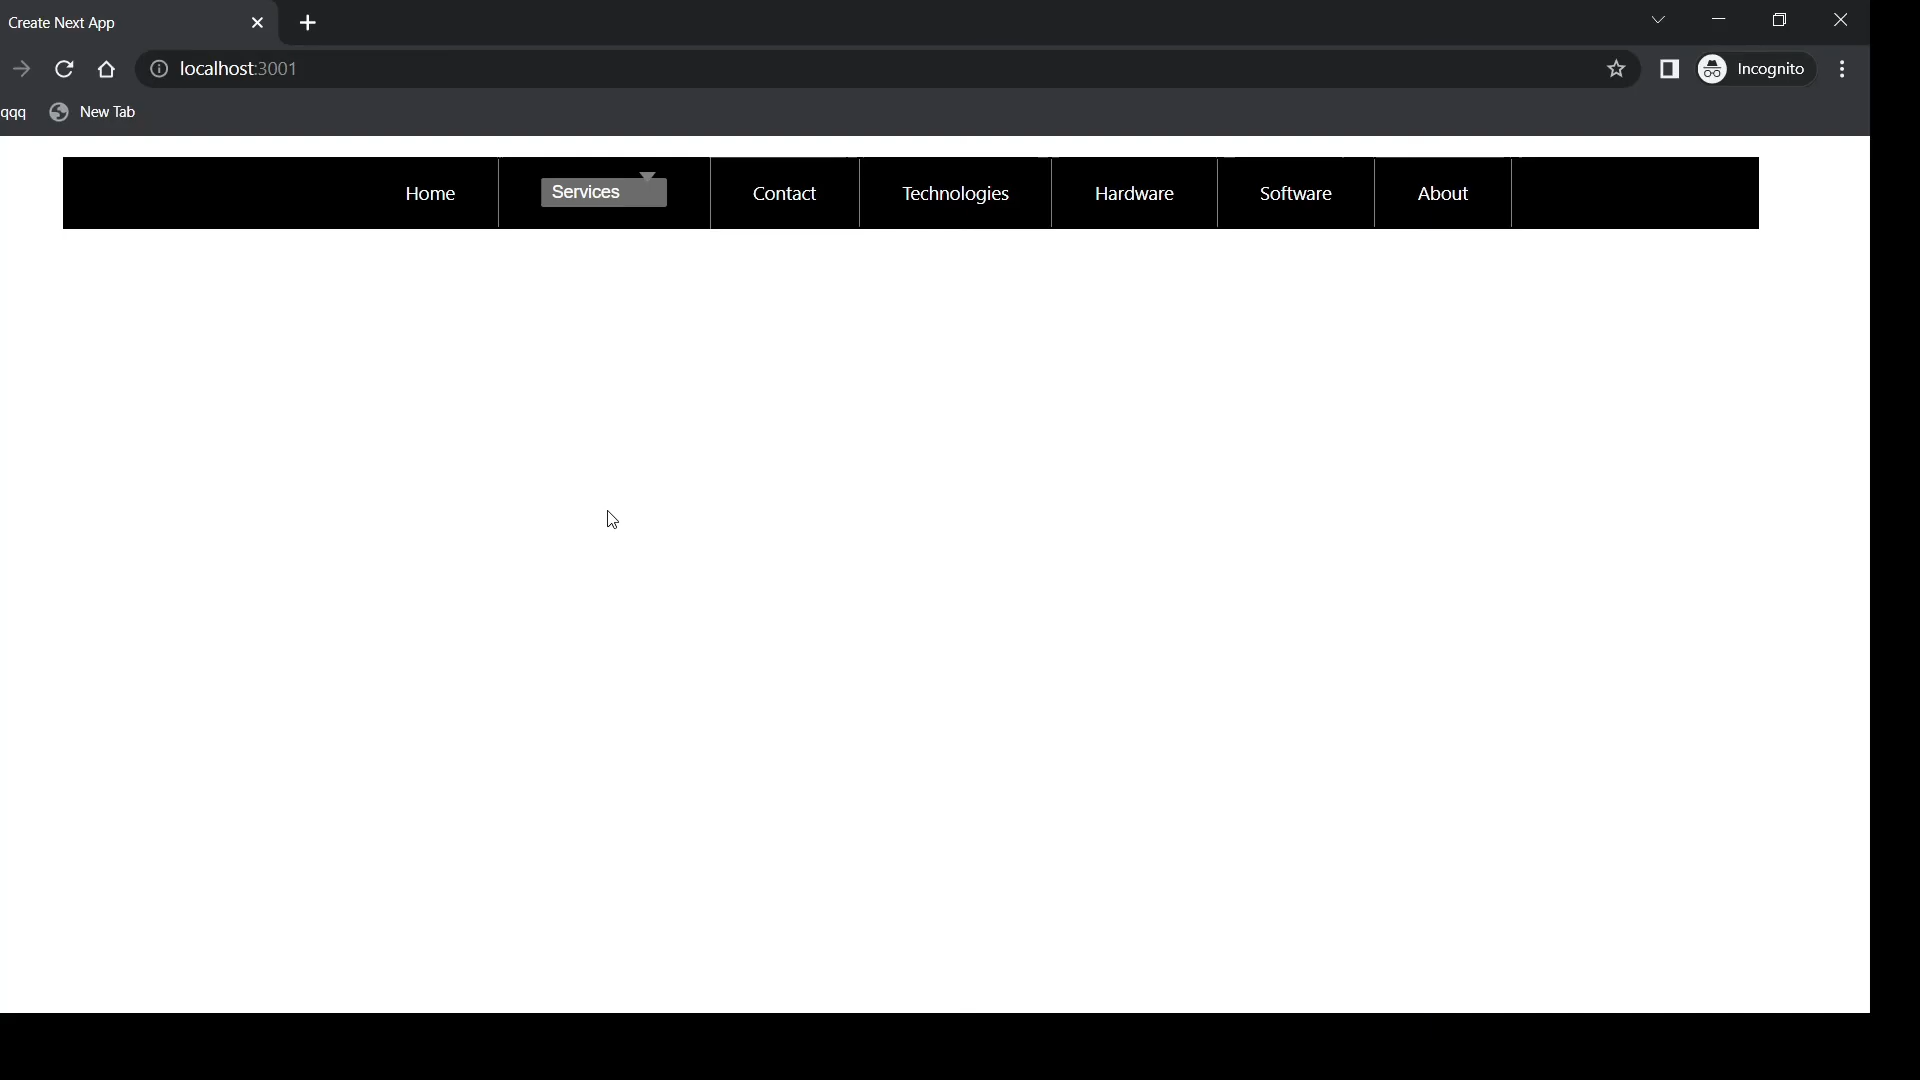 Create Next App
localhost:3001
Incognito
qqq New Tab
Home Services Contact Technologies Hardware Software About